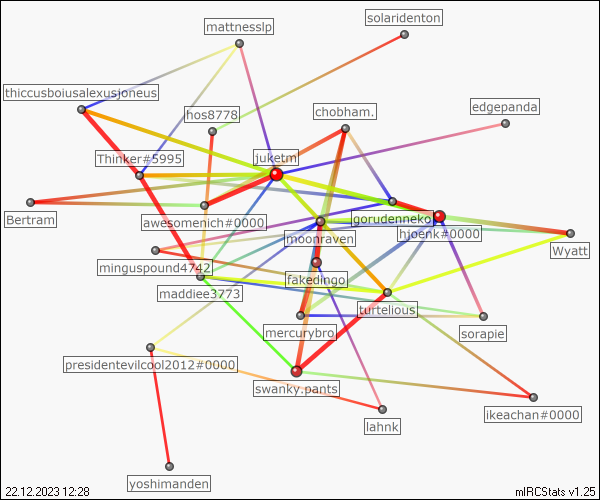 solaridenton
mattnesslp
thiccusboiusalexusjoneus
edgepanda
chobham.
hos8778
Thinker#5995
juketm
Bertram
awesomenich#0000
gorudenneko
hjoenk#0000
moonraven
Wyatt
minguspound4742
fakedingo
maddiee3773
turtelious
mercurybro
sorapie
presidentevilcool2012#0000
swanky.pants
ikeachan#0000
lahnk
yoshimanden
22.12.2023 12:28
mIRCStats v1.25